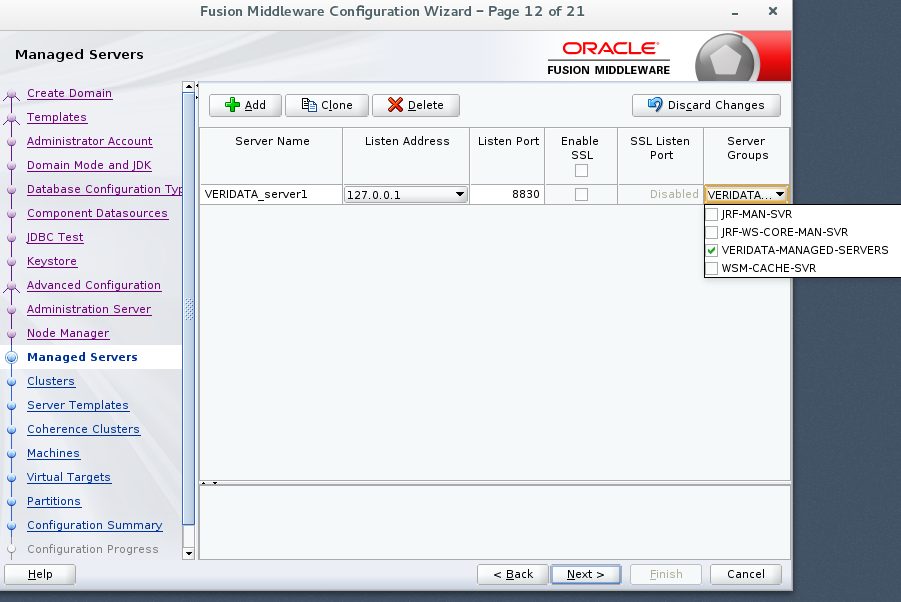 Fusion Middleware Configuration Wizard – Page 12 of 21
Managed Servers
ORACLE
FUSION MIDDLEWARE
Create Domain
Templates
Administrator Account
Domain Mode and JDK
Database Configuration Typ
Component Datasources
JDBC Test
Keystore
Advanced Configuration
Administration Server
Node Manager
Managed Servers
Clusters
Server Templates
Coherence Clusters
Machines
Virtual Targets
Partitions
Configuration Summary
Configuration Progress
Add Clone Delete Discard Changes
Server Name Listen Address Listen Port Enable SSL SSL Listen Port Server Groups
VERIDATA_server1 127.0.0.1 8830 Disabled VERIDATA...
JRF-MAN-SVR
JRF-WS-CORE-MAN-SVR
VERIDATA-MANAGED-SERVERS
WSM-CACHE-SVR
Help < Back Next > Finish Cancel